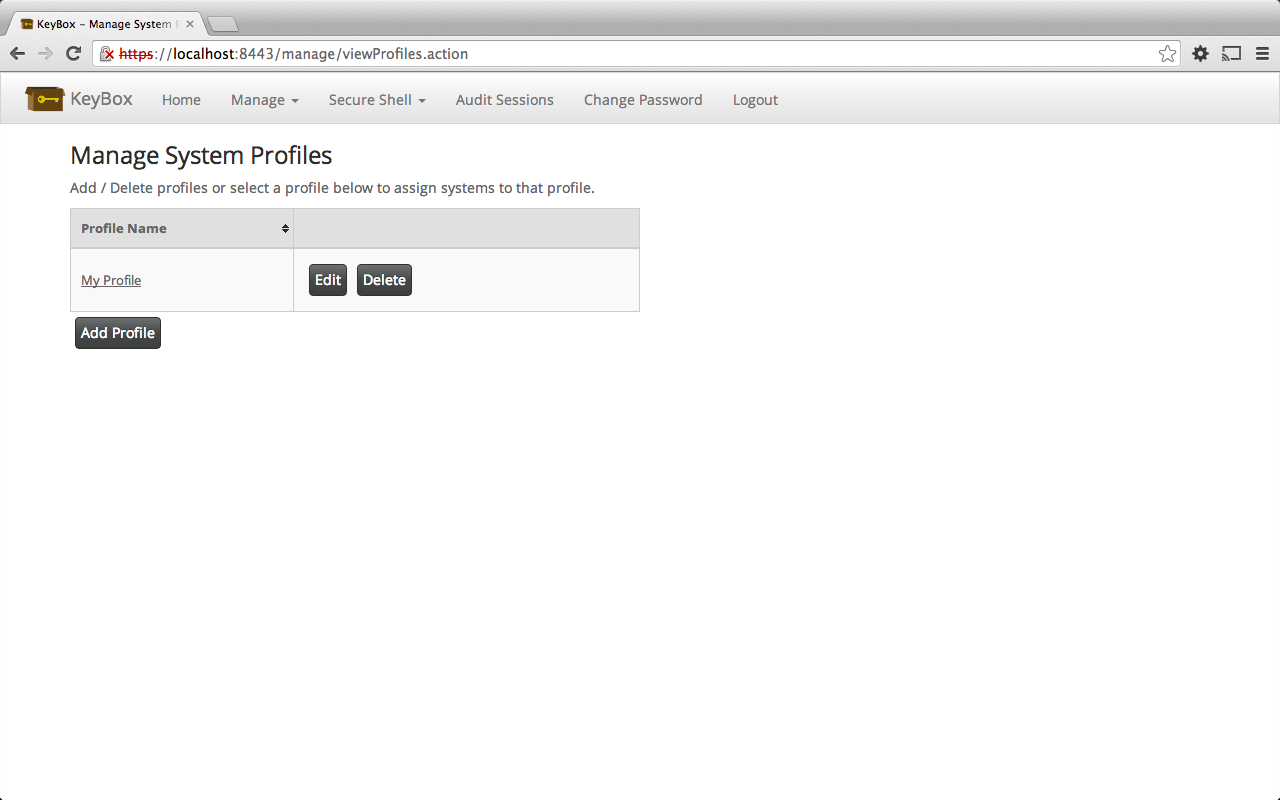 KeyBox - Manage System P
https://localhost:8443/manage/viewProfiles.action
KeyBox Home Manage Secure Shell Audit Sessions Change Password Logout
Manage System Profiles
Add / Delete profiles or select a profile below to assign systems to that profile.
Profile Name
My Profile Edit Delete
Add Profile